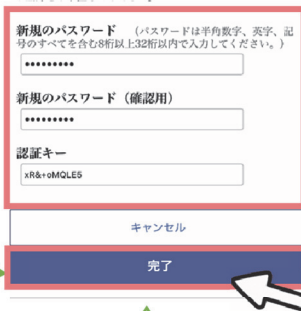 新規のパスワード （パスワードは半角数字、英字、記
号のすべてを含む8桁以上32桁以内で入力してください。）
•••••••••
新規のパスワード（確認用）
•••••••••
認証キー
xR&+oMQLE5
キャンセル
完了